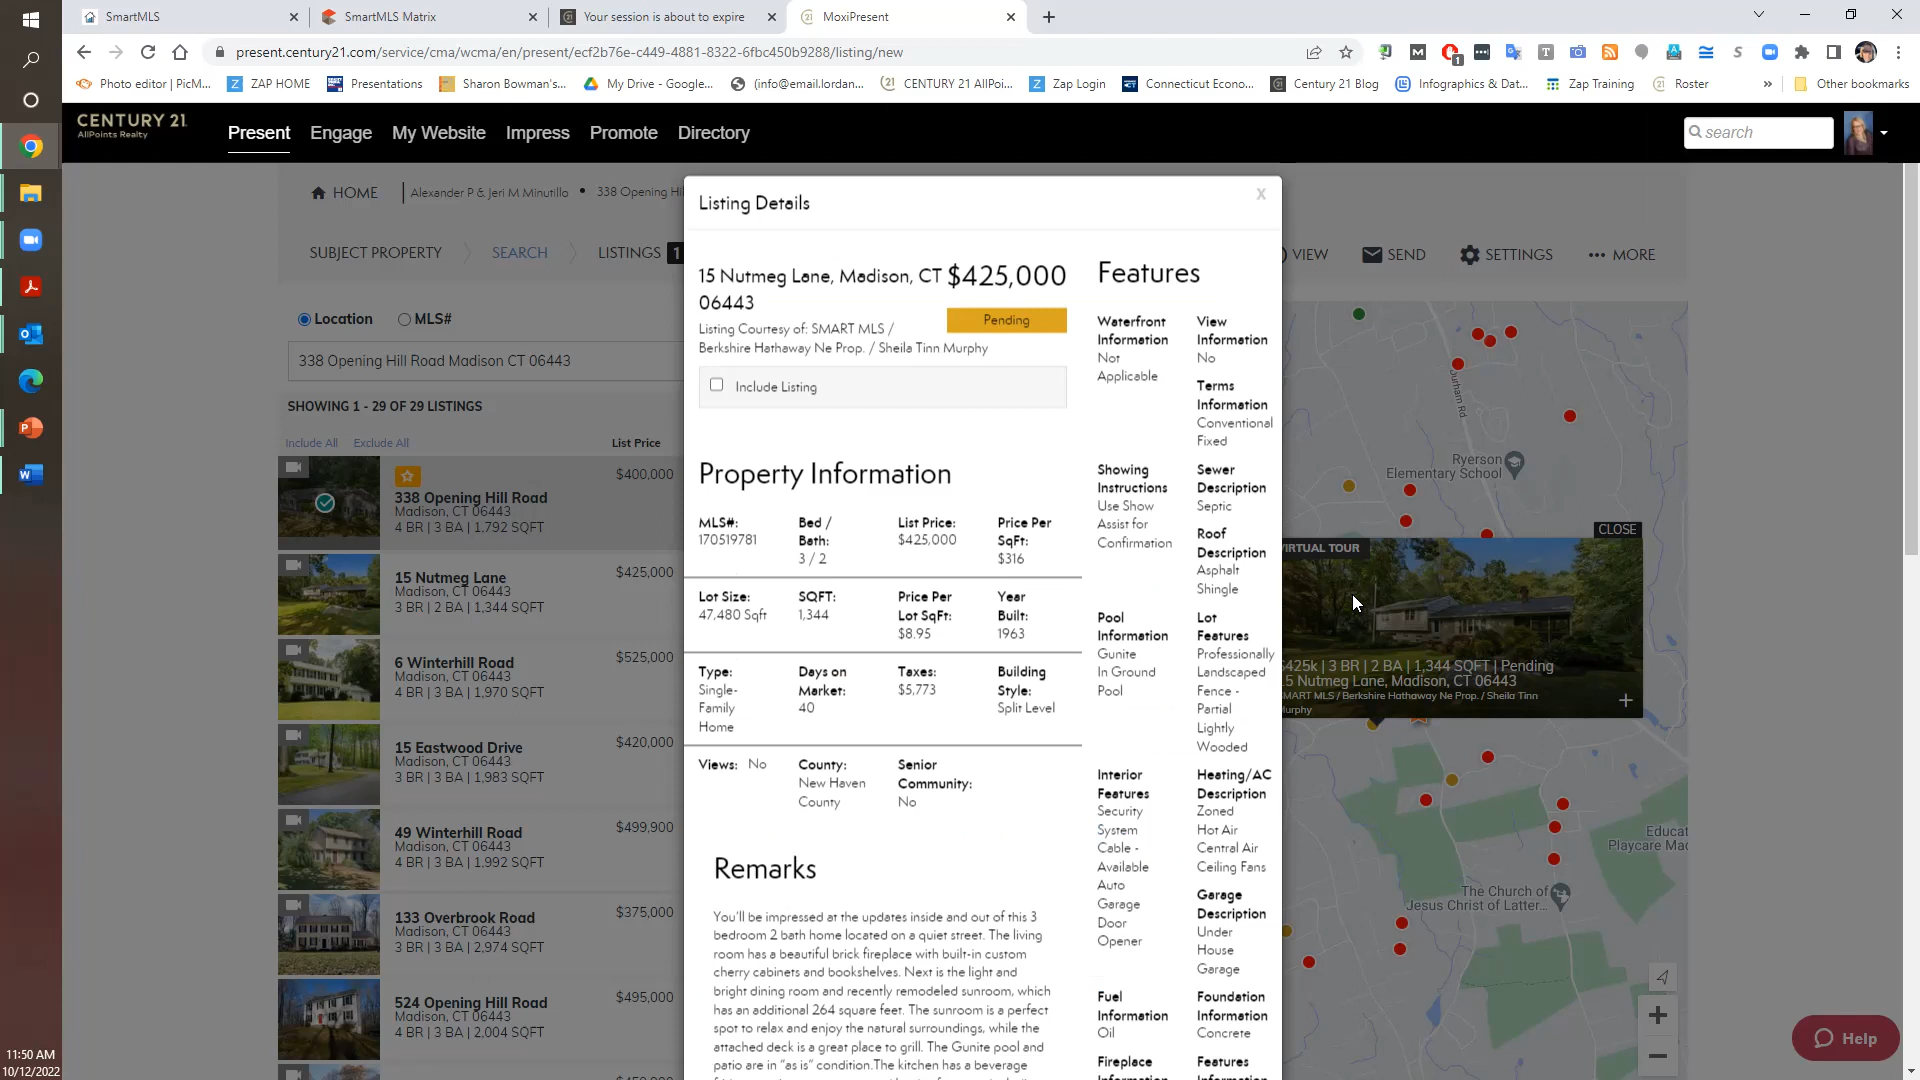 SmartMLS
SmartMLS Matrix
Your session is about to expire
MoxiPresent
present.century21.com/service/cma/wcma/en/present/ecf2b76e-c449-4881-8322-6fbc450b9288/listing/new
Photo editor | PicM...
ZAP HOME
Presentations
Sharon Bowman's...
My Drive - Google...
(info@email.lordan...
CENTURY 21 AllPoi...
Zap Login
Connecticut Econo...
Century 21 Blog
Infographics & Dat...
Zap Training
Roster
Other bookmarks
CENTURY 21.
AllPoints Realty
Present
Engage
My Website
Impress
Promote
Directory
search
HOME
Alexander P & Jeri M Minutillo
338 Opening Hi
SUBJECT PROPERTY
SEARCH
LISTINGS
1
VIEW
SEND
SETTINGS
MORE
Location
MLS#
338 Opening Hill Road Madison CT 06443
SHOWING 1 - 29 OF 29 LISTINGS
Include All
Exclude All
List Price
338 Opening Hill Road
Madison, CT 06443
4 BR | 3 BA | 1,792 SQFT
$400,000
15 Nutmeg Lane
Madison, CT 06443
3 BR | 2 BA | 1,344 SQFT
$425,000
6 Winterhill Road
Madison, CT 06443
4 BR | 3 BA | 1,970 SQFT
$525,000
15 Eastwood Drive
Madison, CT 06443
3 BR | 3 BA | 1,983 SQFT
$420,000
49 Winterhill Road
Madison, CT 06443
4 BR | 3 BA | 1,992 SQFT
$499,900
133 Overbrook Road
Madison, CT 06443
3 BR | 3 BA | 2,974 SQFT
$375,000
524 Opening Hill Road
Madison, CT 06443
4 BR | 3 BA | 2,004 SQFT
$495,000
Listing Details
X
15 Nutmeg Lane, Madison, CT
06443
$425,000
Pending
Listing Courtesy of: SMART MLS /
Berkshire Hathaway Ne Prop. / Sheila Tinn Murphy
Include Listing
Property Information
MLS#:
170519781
Bed /
Bath:
3 / 2
List Price:
$425,000
Price Per
SqFt:
$316
Lot Size:
47,480 Sqft
SQFT:
1,344
Price Per
Lot SqFt:
$8.95
Year
Built:
1963
Type:
Single-
Family
Home
Days on
Market:
40
Taxes:
$5,773
Building
Style:
Split Level
Views: No
County:
New Haven
County
Senior
Community:
No
Remarks
You'll be impressed at the updates inside and out of this 3
bedroom 2 bath home located on a quiet street. The living
room has a beautiful brick fireplace with built-in custom
cherry cabinets and bookshelves. Next is the light and
bright dining room and recently remodeled sunroom, which
has an additional 264 square feet. The sunroom is a perfect
spot to relax and enjoy the natural surroundings, while the
attached deck is a great place to grill. The Gunite pool and
patio are in "as is" condition.The kitchen has a beverage
Features
Waterfront
Information
Not
Applicable
View
Information
No
Terms
Information
Conventional
Fixed
Showing
Instructions
Use Show
Assist for
Confirmation
Sewer
Description
Septic
Roof
Description
Asphalt
Shingle
Pool
Information
Gunite
In Ground
Pool
Lot
Features
Professionally
Landscaped
Fence -
Partial
Lightly
Wooded
Interior
Features
Security
System
Cable -
Available
Auto
Garage
Door
Opener
Heating/AC
Description
Zoned
Hot Air
Central Air
Ceiling Fans
Garage
Description
Under
House
Garage
Fuel
Information
Oil
Foundation
Information
Concrete
Fireplace
Features
Durham Rd
Ryerson
Elementary School
CLOSE
VIRTUAL TOUR
$425k | 3 BR | 2 BA | 1,344 SQFT | Pending
15 Nutmeg Lane, Madison, CT 06443
SMART MLS / Berkshire Hathaway Ne Prop. / Sheila Tinn
Murphy
Educat
Playcare Mad
The Church of
Jesus Christ of Latter...
Help
11:50 AM
10/12/2022